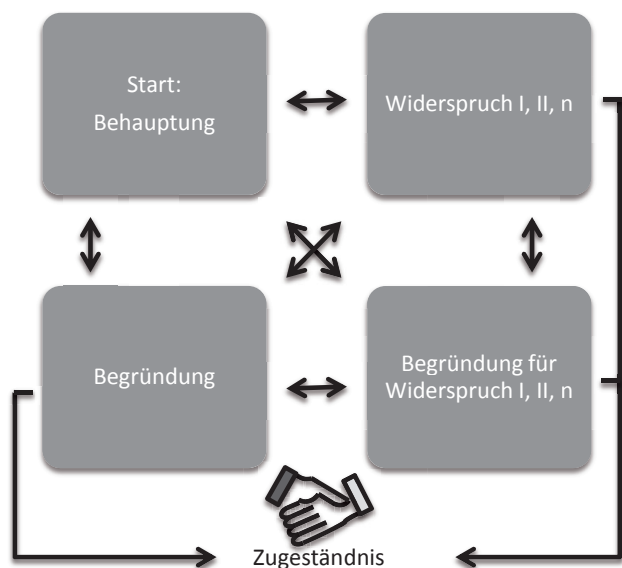 Start:
Behauptung
Widerspruch I, II, n
Begründung
Begründung für
Widerspruch I, II, n
Zugeständnis